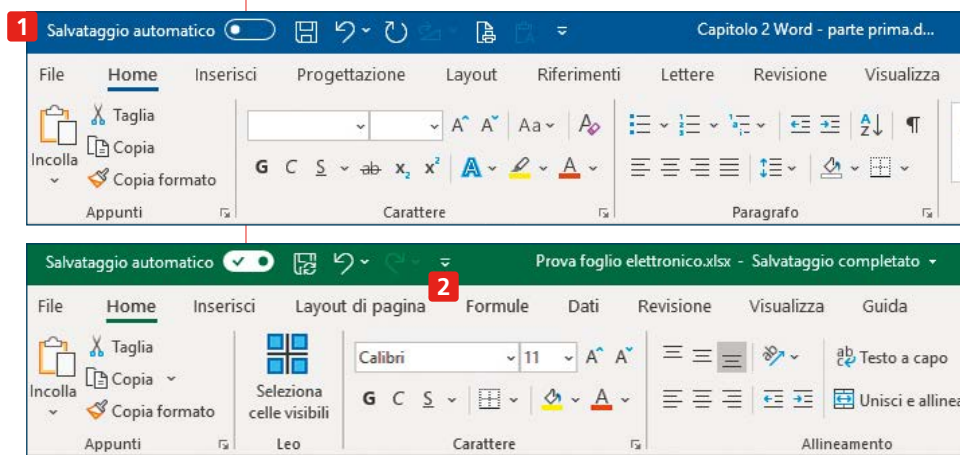 1
Salvataggio automatico Capitolo 2 Word - parte prima.d...
File Home Inserisci Progettazione Layout Riferimenti Lettere Revisione Visualizza
Incolla
Taglia
Copia
Copia formato
A A Aa A
G C S ab x2 x2 A A
A Z
Appunti Carattere Paragrafo
Salvataggio automatico Prova foglio elettronico.xlsx - Salvataggio completato
2
File Home Inserisci Layout di pagina Formule Dati Revisione Visualizza Guida
Incolla
Taglia
Copia
Copia formato
Seleziona
celle visibili
Calibri 11 A A
G C S A
ab Testo a capo
Unisci e alline
Appunti Leo Carattere Allineamento